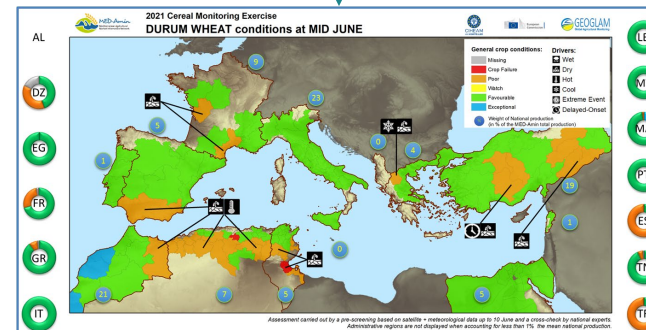 MED-Amin
2021 Cereal Monitoring Exercise
DURUM WHEAT conditions at MID JUNE
CIHEAM
GEOGLAM
AL
DZ
EG
FR
GR
IT
General crop conditions:
Missing
Crop Failure
Poor
Watch
Favourable
Exceptional
Drivers:
Wet
Dry
Hot
Cool
Extreme Event
Delayed-Onset
Weight of National production
(in % of the MED-Amin total production)
9
23
5
0
4
1
19
1
0
21
7
5
5
PT
ES
TN
Assessment carried out by a pre-screening based on satellite + meteorological data up to 10 June and a cross-check by national experts.
Administrative regions are not displayed when accounting for less than 1% the mean national production.